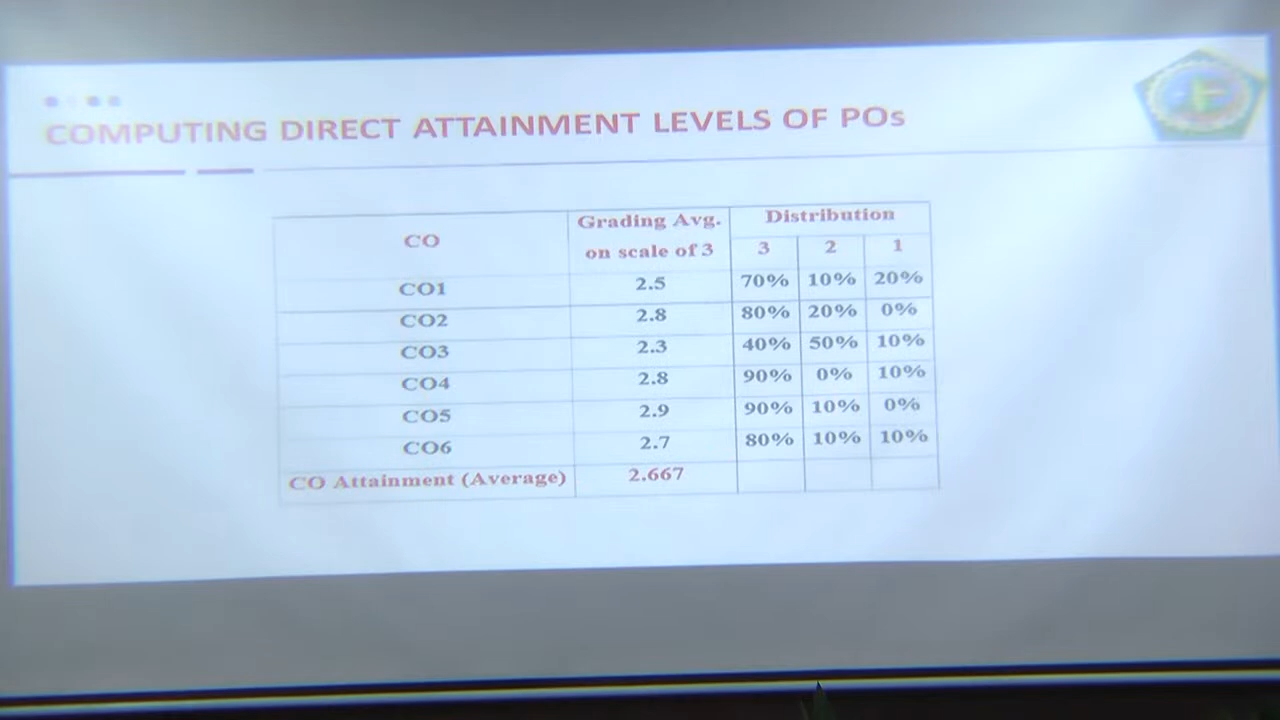 COMPUTING DIRECT ATTAINMENT LEVELS OF POs
CO Grading Avg. on scale of 3 Distribution
3 2 1
CO1 2.5 70% 10% 20%
CO2 2.8 80% 20% 0%
CO3 2.3 40% 50% 10%
CO4 2.8 90% 0% 10%
CO5 2.9 90% 10% 0%
CO6 2.7 80% 10% 10%
CO Attainment (Average) 2.667